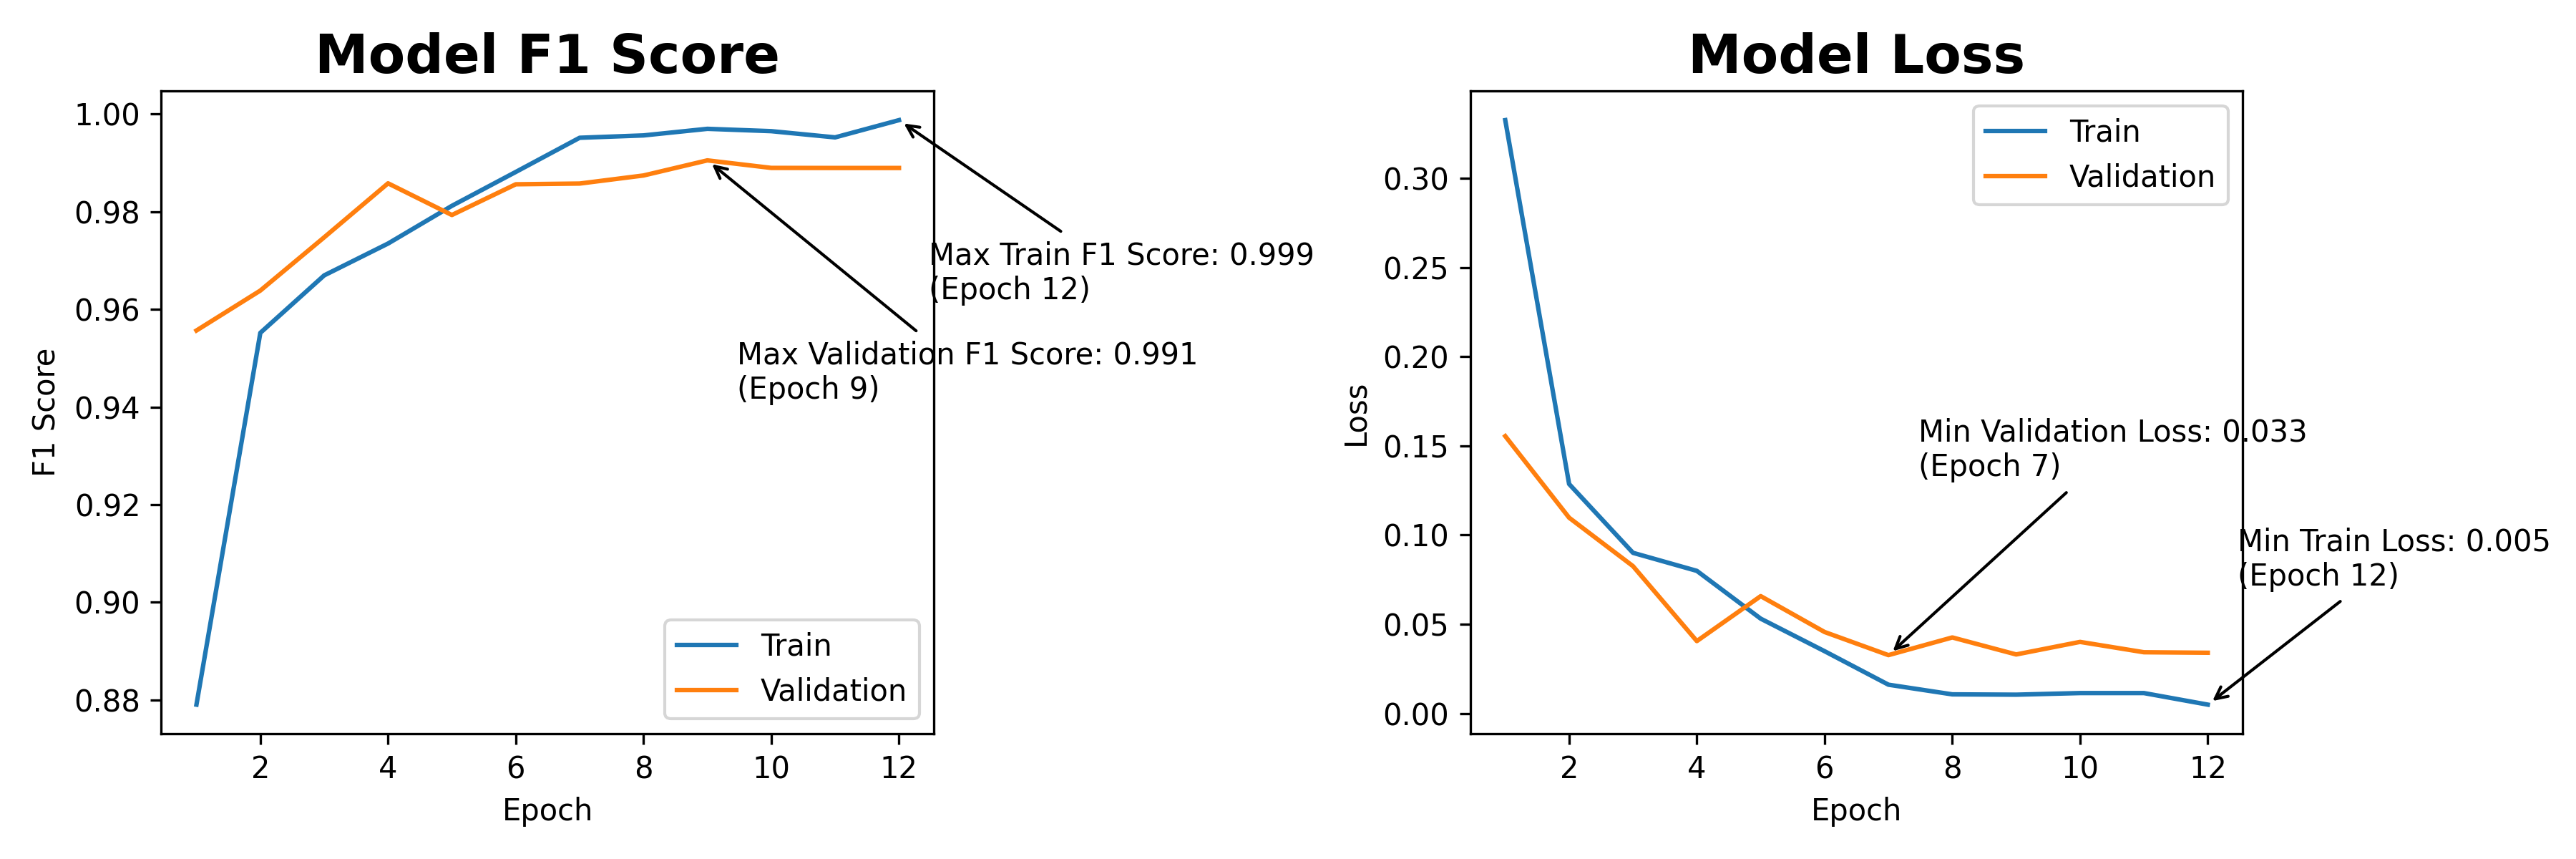 Model F1 Score
1.00
0.98
0.96
0.94
0.92
0.90
0.88
F1 Score
Max Train F1 Score: 0.999
(Epoch 12)
Max Validation F1 Score: 0.991
(Epoch 9)
Train
Validation
2 4 6 8 10 12
Epoch
Model Loss
0.30
0.25
0.20
0.15
0.10
0.05
0.00
Loss
Train
Validation
Min Validation Loss: 0.033
(Epoch 7)
Min Train Loss: 0.005
(Epoch 12)
2 4 6 8 10 12
Epoch